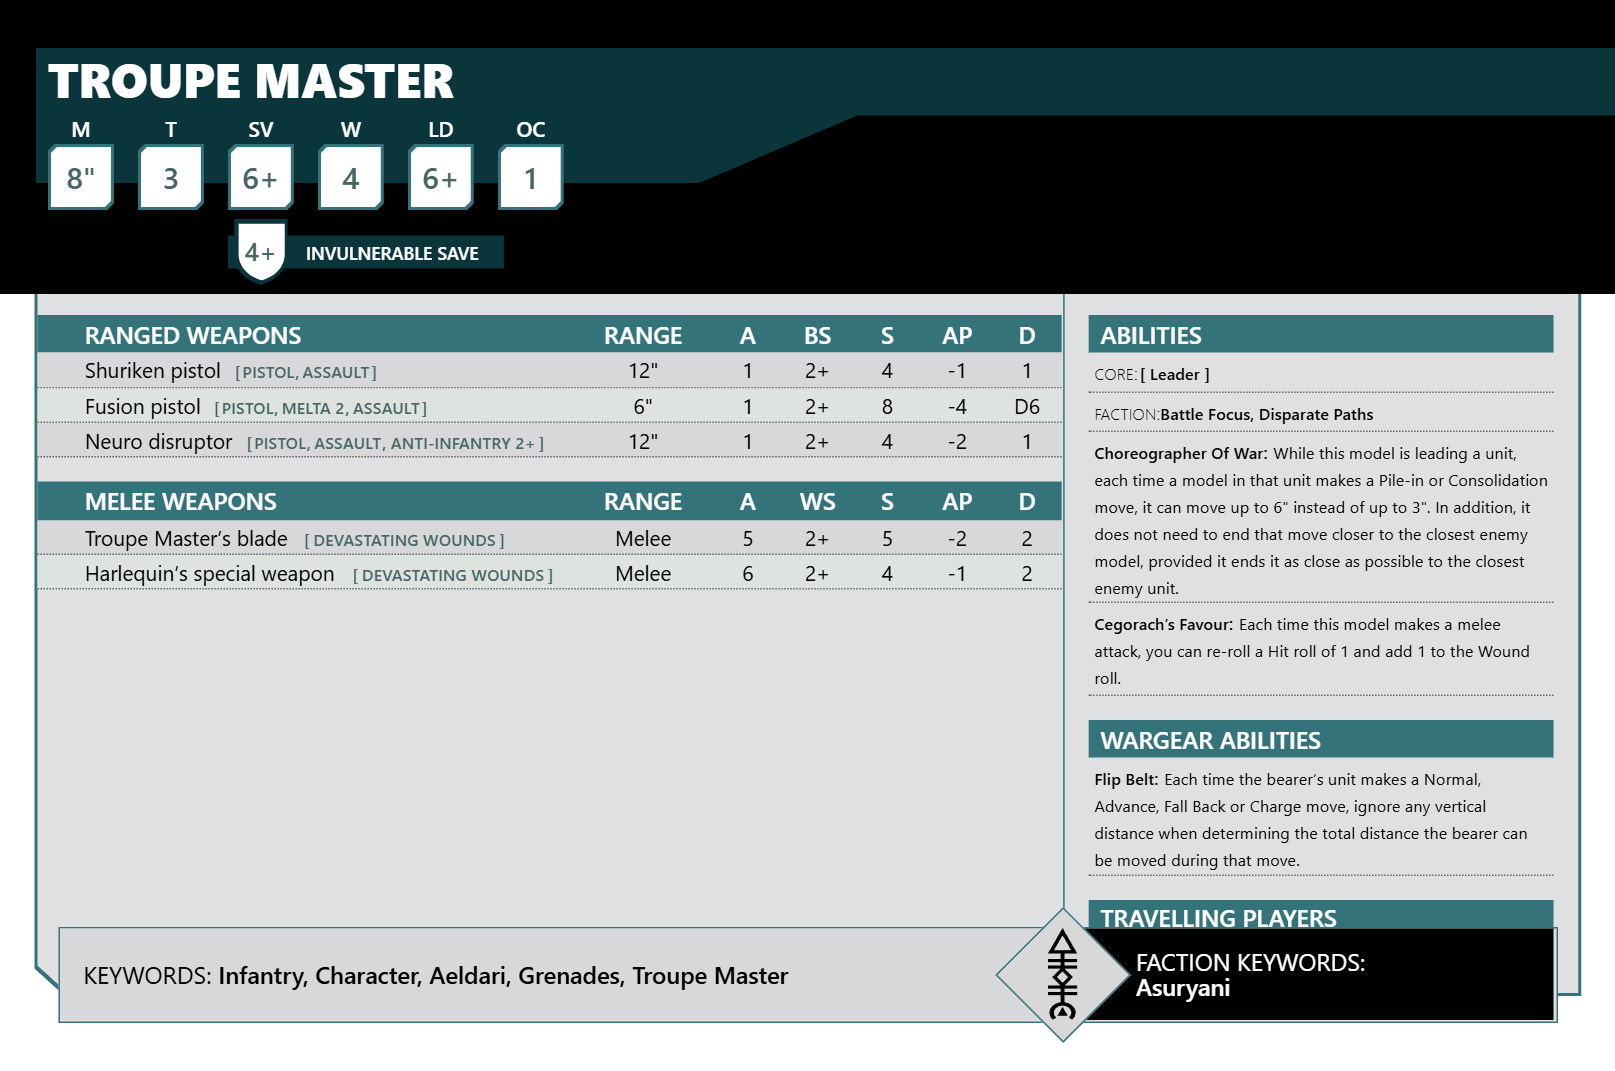 TROUPE MASTER
M T SV W LD OC
8" 3 6+ 4 6+ 1
4+ INVULNERABLE SAVE
RANGED WEAPONS RANGE A BS S AP D
Shuriken pistol [ PISTOL, ASSAULT ] 12" 1 2+ 4 -1 1
Fusion pistol [ PISTOL, MELTA 2, ASSAULT ] 6" 1 2+ 8 -4 D6
Neuro disruptor [ PISTOL, ASSAULT, ANTI-INFANTRY 2+ ] 12" 1 2+ 4 -2 1
MELEE WEAPONS RANGE A WS S AP D
Troupe Master’s blade [ DEVASTATING WOUNDS ] Melee 5 2+ 5 -2 2
Harlequin’s special weapon [ DEVASTATING WOUNDS ] Melee 6 2+ 4 -1 2
ABILITIES
CORE: [ Leader ]
FACTION: Battle Focus, Disparate Paths
Choreographer Of War: While this model is leading a unit,
each time a model in that unit makes a Pile-in or Consolidation
move, it can move up to 6" instead of up to 3". In addition, it
does not need to end that move closer to the closest enemy
model, provided it ends it as close as possible to the closest
enemy unit.
Cegorach’s Favour: Each time this model makes a melee
attack, you can re-roll a Hit roll of 1 and add 1 to the Wound
roll.
WARGEAR ABILITIES
Flip Belt: Each time the bearer’s unit makes a Normal,
Advance, Fall Back or Charge move, ignore any vertical
distance when determining the total distance the bearer can
be moved during that move.
TRAVELLING PLAYERS
KEYWORDS: Infantry, Character, Aeldari, Grenades, Troupe Master
FACTION KEYWORDS:
Asuryani